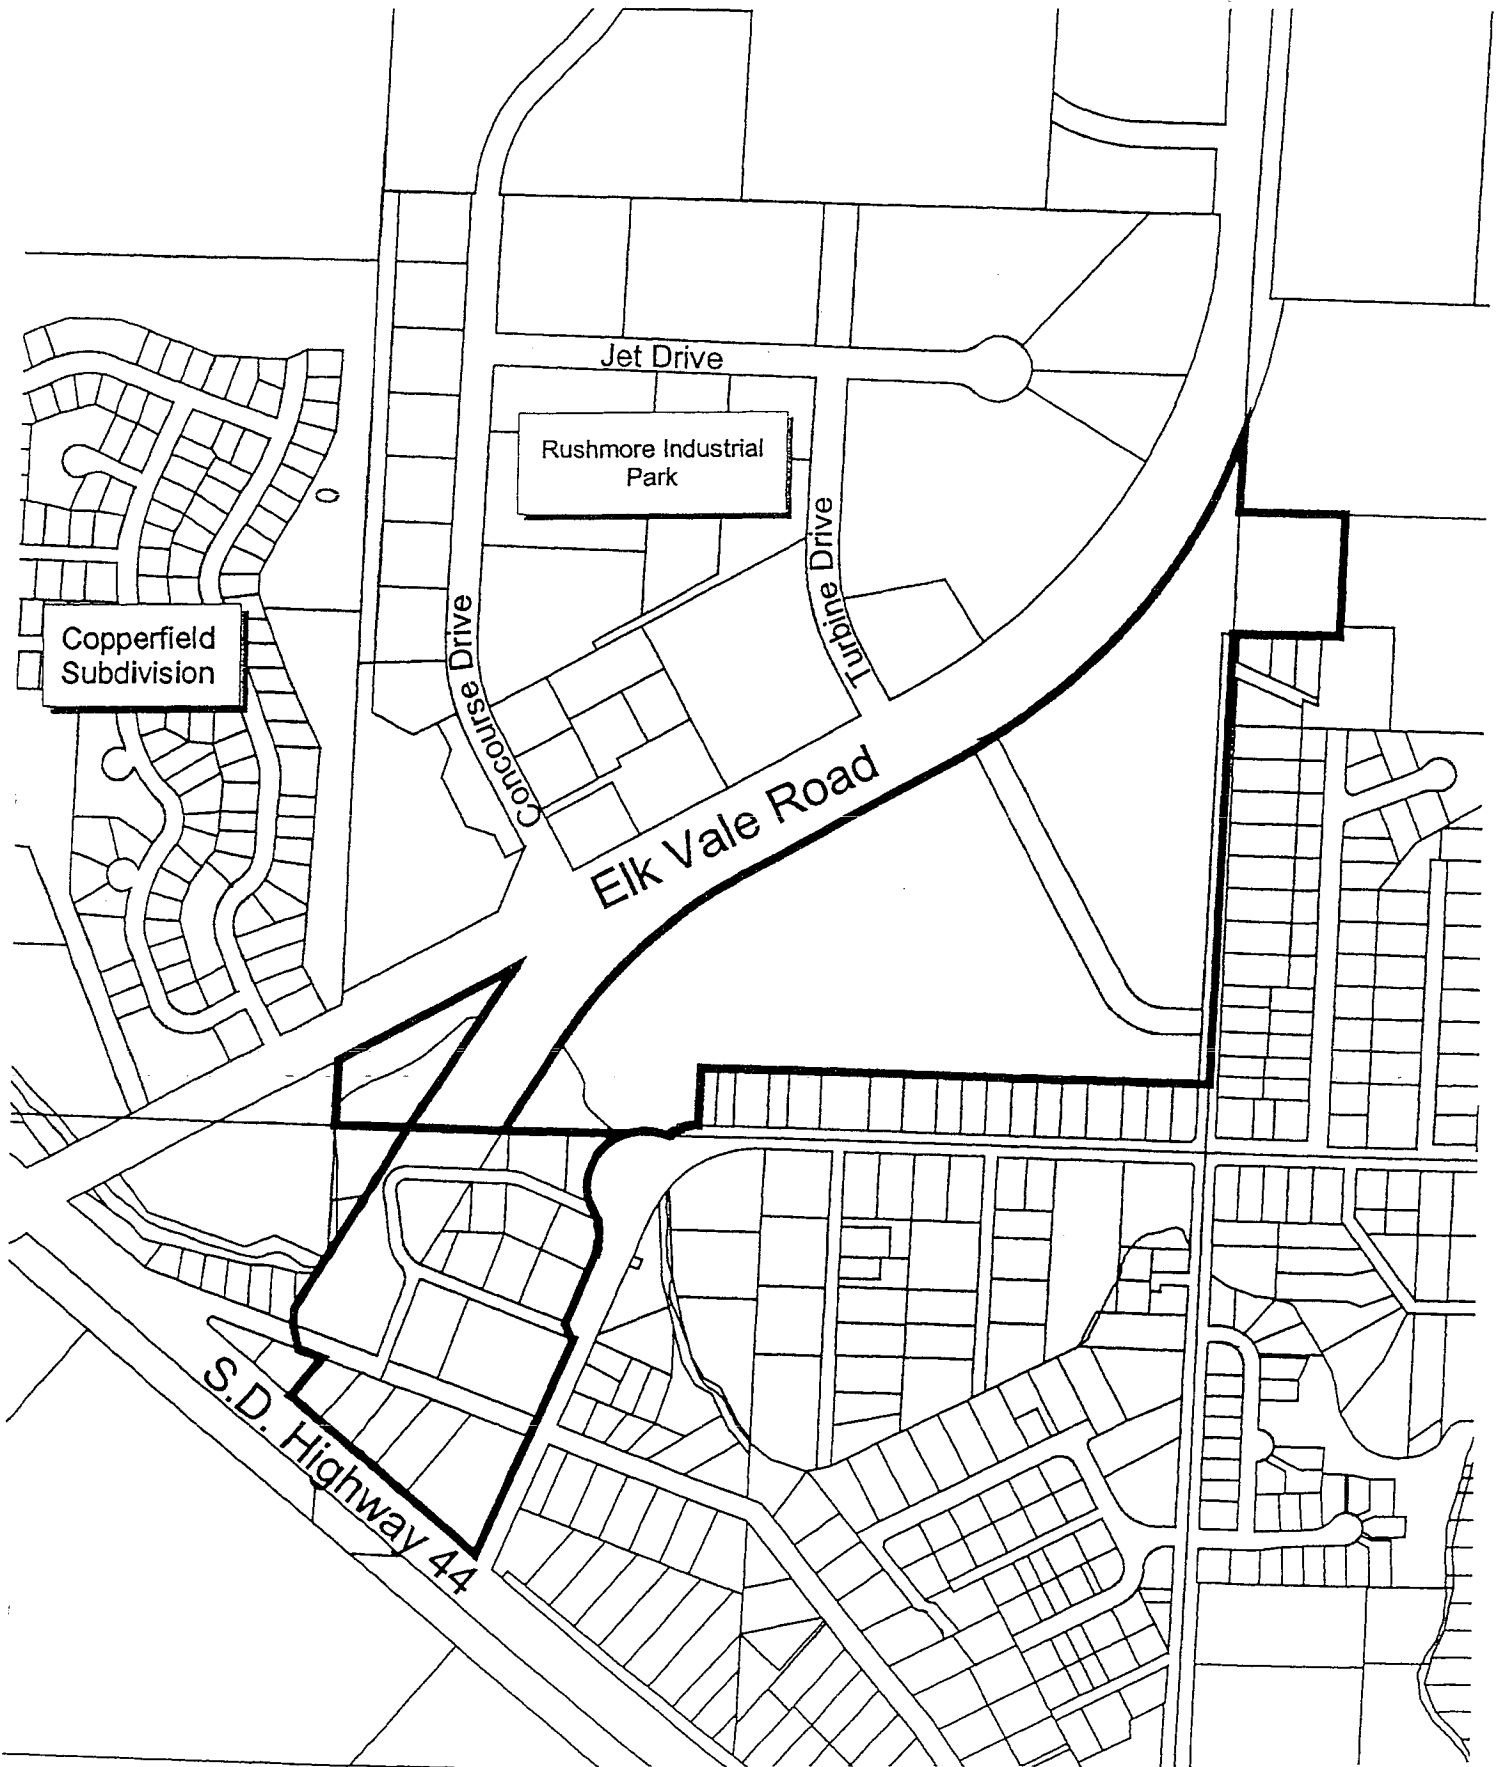 Jet Drive
Rushmore Industrial
Park
Turbine Drive
Concourse Drive
Copperfield
Subdivision
Elk Vale Road
S.D. Highway 44